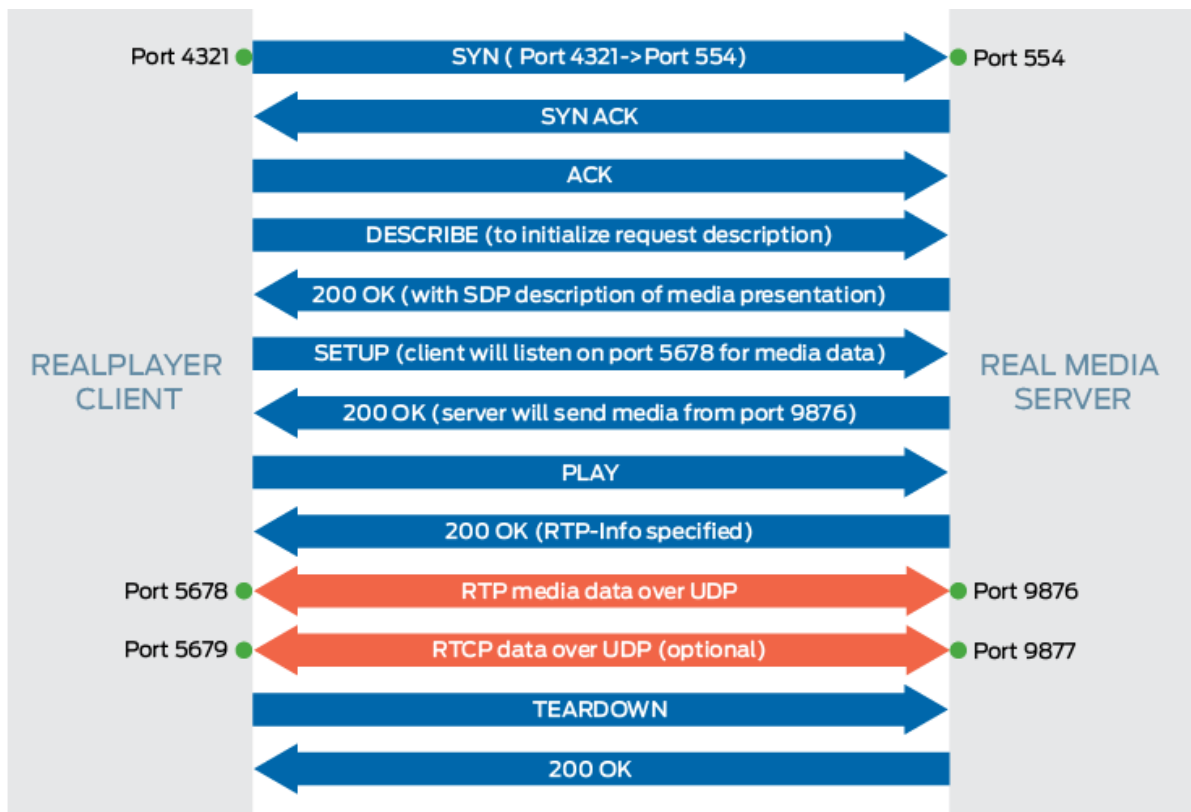 Port 4321
SYN ( Port 4321->Port 554)
Port 554
SYN ACK
ACK
DESCRIBE (to initialize request description)
200 OK (with SDP description of media presentation)
SETUP (client will listen on port 5678 for media data)
REALPLAYER
CLIENT
REAL MEDIA
SERVER
200 OK (server will send media from port 9876)
PLAY
200 OK (RTP-Info specified)
Port 5678
RTP media data over UDP
Port 9876
Port 5679
RTCP data over UDP (optional)
Port 9877
TEARDOWN
200 OK